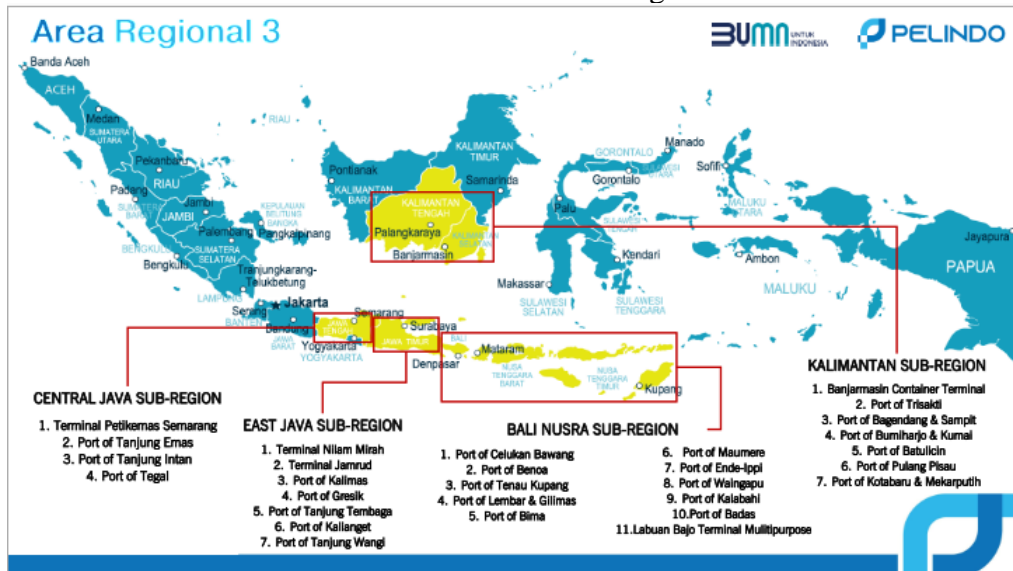 Area Regional 3
BUMN UNTUK INDONESIA
PELINDO
Banda Aceh
ACEH
Medan
SUMATERA UTARA
RIAU
Pekanbaru
RIAU
Padang
SUMATERA BARAT
JAMBI
Jambi
KEPULAUAN BELITUNG BANGKA
Palembang
Pangkalpinang
BENGKULU
Bengkulu
SUMATERA SELATAN
Tranjungkarang-
Telukbetung
LAMPUNG
Serang
BANTEN
Jakarta
Bandung
JAWA BARAT
Semarang
JAWA TENGAH
Yogyakarta
YOGYAKARTA
Surabaya
JAWA TIMUR
BALI
Denpasar
Mataram
NUSA TENGGARA BARAT
NUSA TENGGARA TIMUR
Kupang
Pontianak
KALIMANTAN BARAT
KALIMANTAN TENGAH
Palangkaraya
KALIMANTAN SELATAN
Banjarmasin
KALIMANTAN TIMUR
Samarinda
Manado
GORONTALO
Gorontalo
SULAWESI UTARA
Palu
SULAWESI TENGAH
Kendari
Makassar
SULAWESI SELATAN
SULAWESI TENGGARA
Sofifi
MALUKU UTARA
Ambon
MALUKU
Jayapura
PAPUA
CENTRAL JAVA SUB-REGION
1. Terminal Petikemas Semarang
2. Port of Tanjung Emas
3. Port of Tanjung Intan
4. Port of Tegal
EAST JAVA SUB-REGION
1. Terminal Nilam Mirah
2. Terminal Jamrud
3. Port of Kalimas
4. Port of Gresik
5. Port of Tanjung Tembaga
6. Port of Kalianget
7. Port of Tanjung Wangi
BALI NUSRA SUB-REGION
1. Port of Celukan Bawang
2. Port of Benoa
3. Port of Tenau Kupang
4. Port of Lembar & Gilimas
5. Port of Bima
6. Port of Maumere
7. Port of Ende-Ippi
8. Port of Waingapu
9. Port of Kalabahi
10.Port of Badas
11.Labuan Bajo Terminal Mulitipurpose
KALIMANTAN SUB-REGION
1. Banjarmasin Container Terminal
2. Port of Trisakti
3. Port of Bagendang & Sampit
4. Port of Bumiharjo & Kumai
5. Port of Batulicin
6. Port of Pulang Pisau
7. Port of Kotabaru & Mekarputih